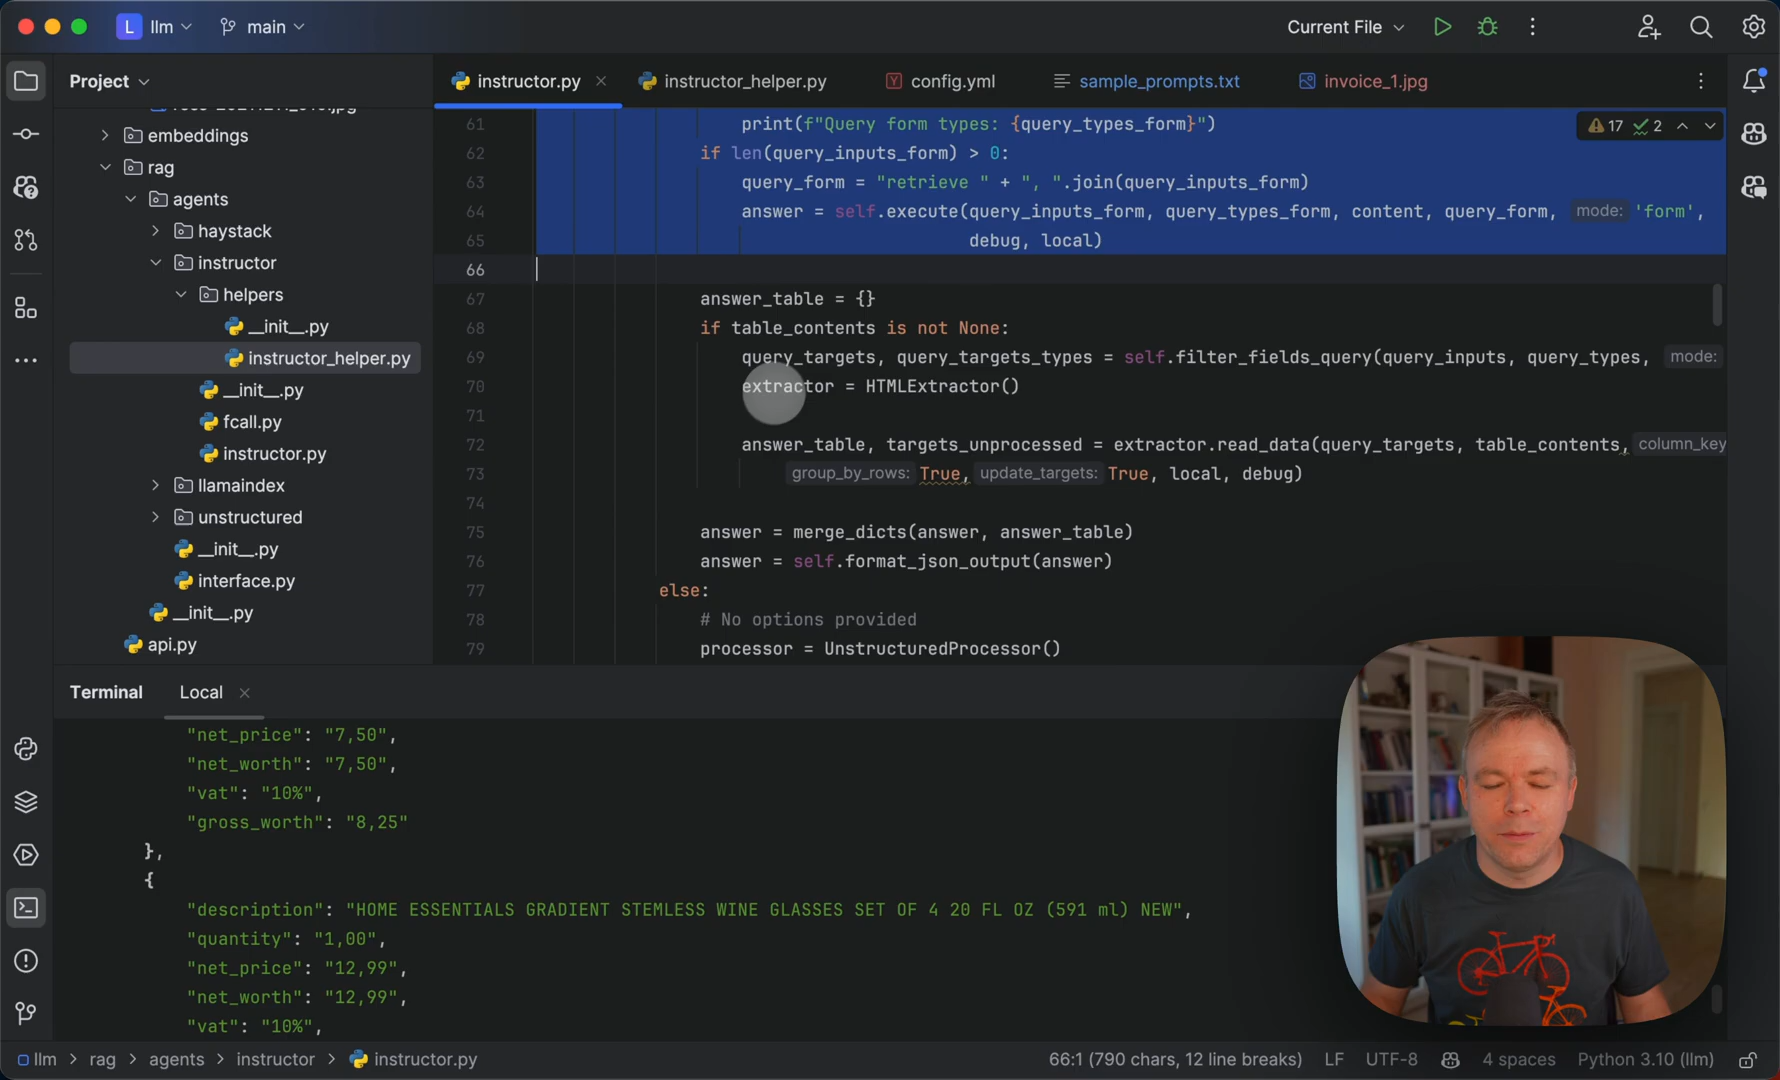 L llm main Current File
Project
instructor.py instructor_helper.py config.yml sample_prompts.txt invoice_1.jpg
embeddings
rag
agents
haystack
instructor
helpers
__init__.py
instructor_helper.py
__init__.py
fcall.py
instructor.py
llamaindex
unstructured
__init__.py
interface.py
__init__.py
api.py
17 2
61 print(f"Query form types: {query_types_form}")
62 if len(query_inputs_form) > 0:
63 query_form = "retrieve " + ", ".join(query_inputs_form)
64 answer = self.execute(query_inputs_form, query_types_form, content, query_form, mode: 'form',
65 debug, local)
66
67 answer_table = {}
68 if table_contents is not None:
69 query_targets, query_targets_types = self.filter_fields_query(query_inputs, query_types, mode:
70 extractor = HTMLExtractor()
71
72 answer_table, targets_unprocessed = extractor.read_data(query_targets, table_contents, column_key
73 group_by_rows: True, update_targets: True, local, debug)
74
75 answer = merge_dicts(answer, answer_table)
76 answer = self.format_json_output(answer)
77 else:
78 # No options provided
79 processor = UnstructuredProcessor()
Terminal Local
"net_price": "7,50",
"net_worth": "7,50",
"vat": "10%",
"gross_worth": "8,25"
},
{
"description": "HOME ESSENTIALS GRADIENT STEMLESS WINE GLASSES SET OF 4 20 FL OZ (591 ml) NEW",
"quantity": "1,00",
"net_price": "12,99",
"net_worth": "12,99",
"vat": "10%",
llm > rag > agents > instructor > instructor.py 66:1 (790 chars, 12 line breaks) LF UTF-8 4 spaces Python 3.10 (llm)